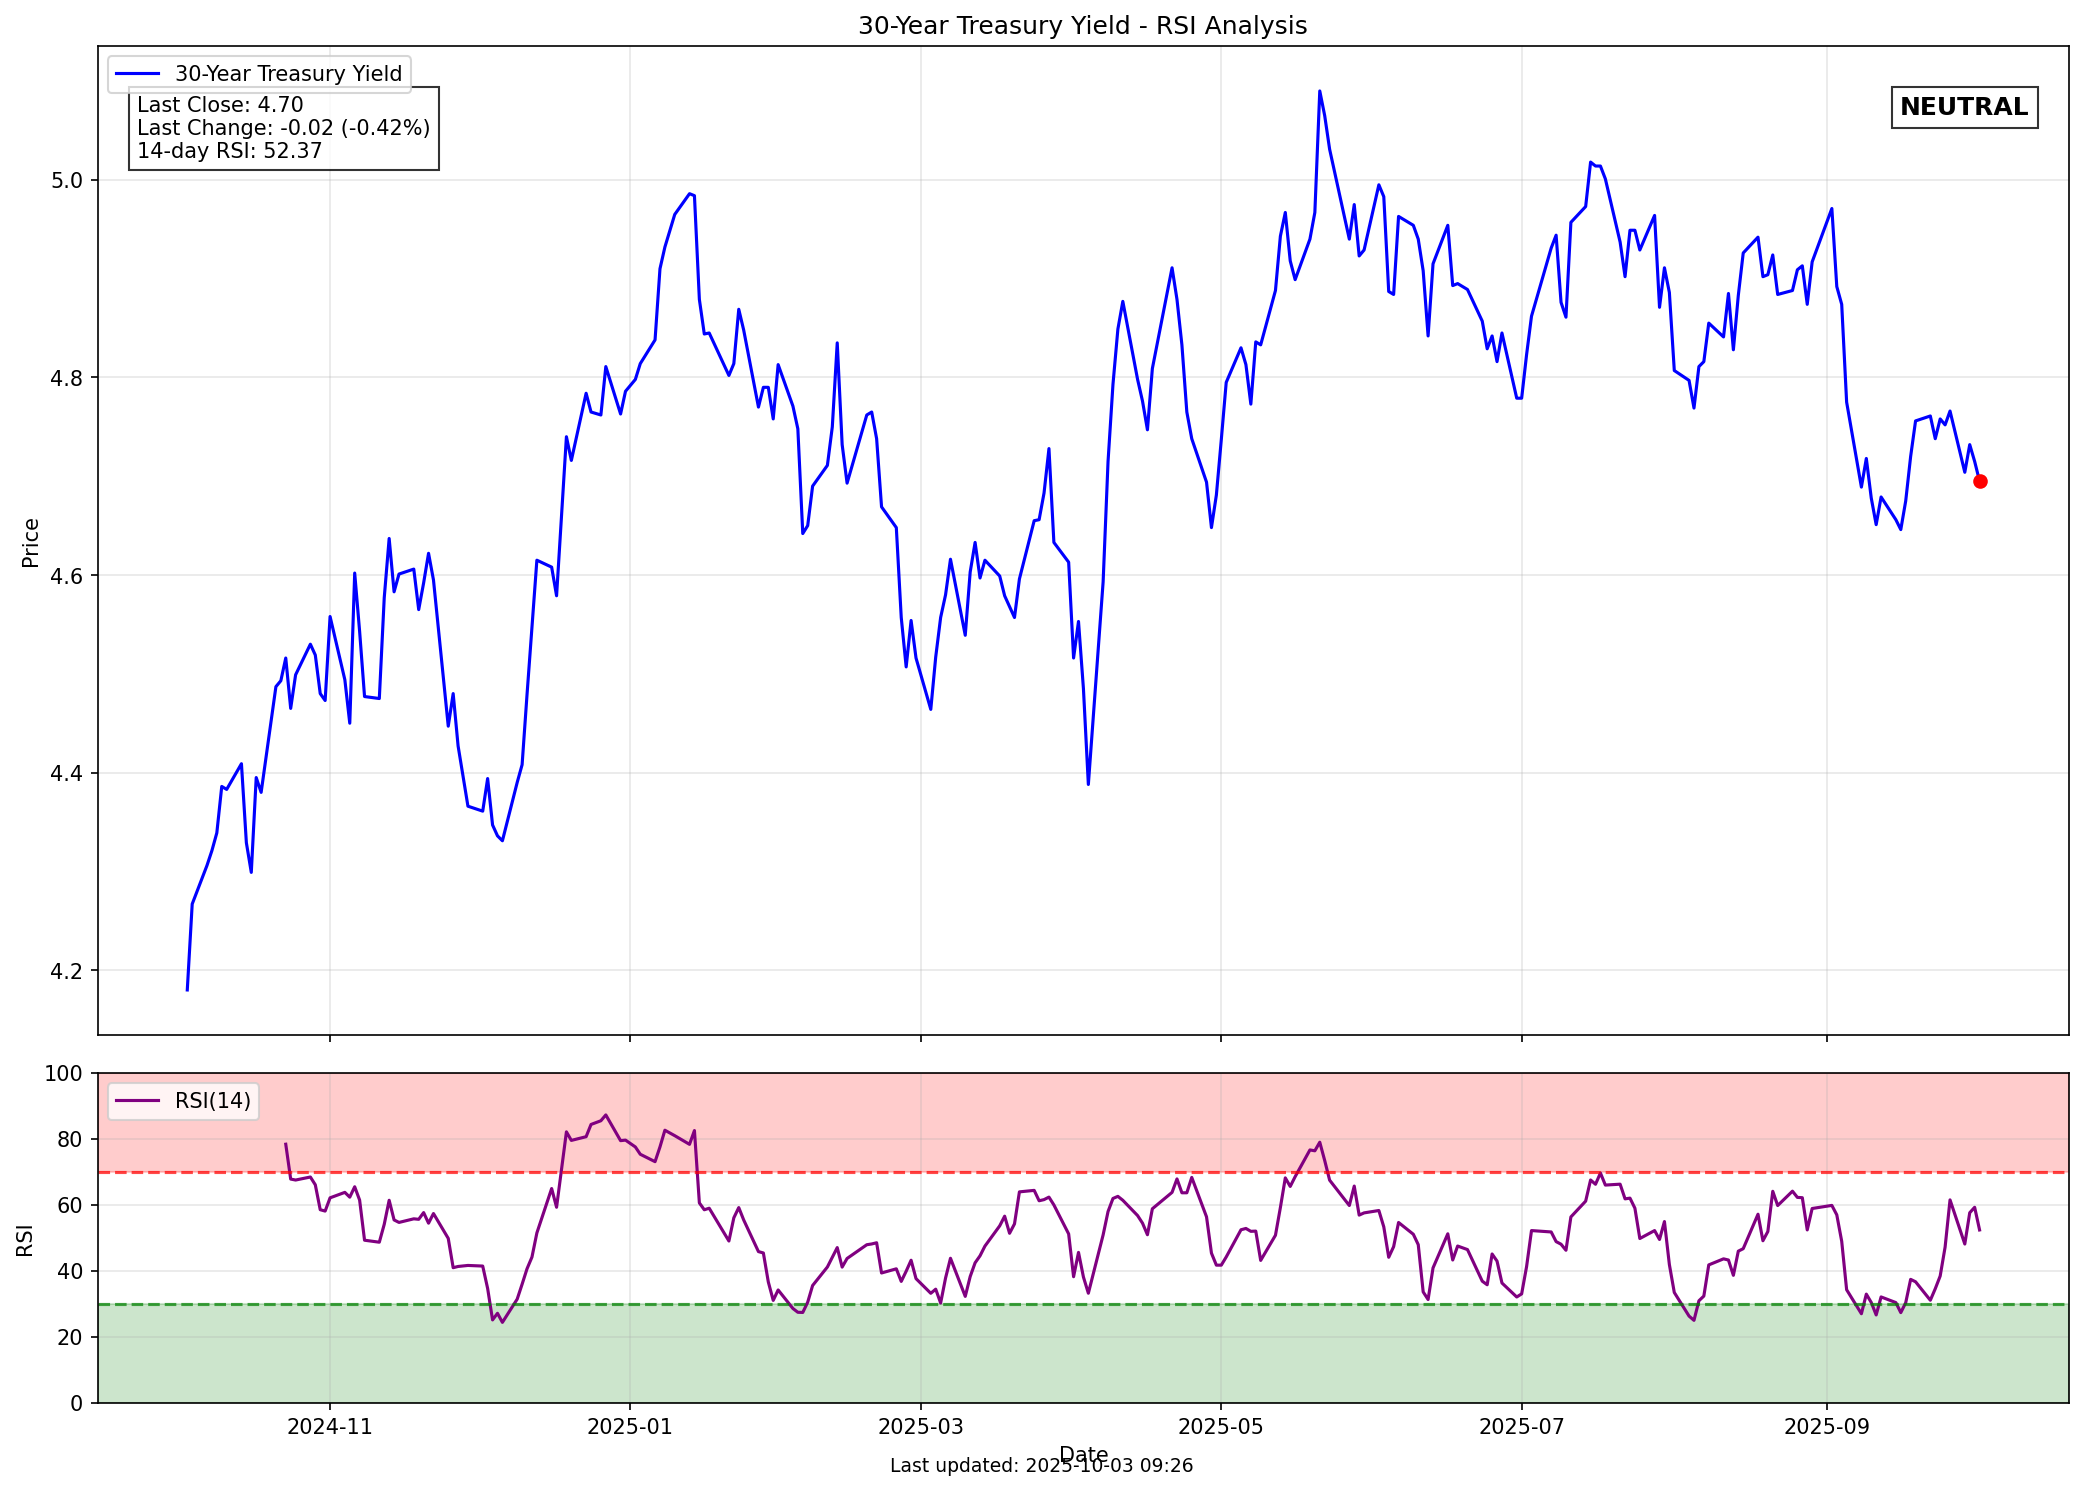 30-Year Treasury Yield - RSI Analysis
30-Year Treasury Yield
Last Close: 4.70
Last Change: -0.02 (-0.42%)
14-day RSI: 52.37
NEUTRAL
Price
5.0
4.8
4.6
4.4
4.2
RSI(14)
RSI
100
80
60
40
20
0
2024-11
2025-01
2025-03
2025-05
2025-07
2025-09
Date
Last updated: 2025-10-03 09:26